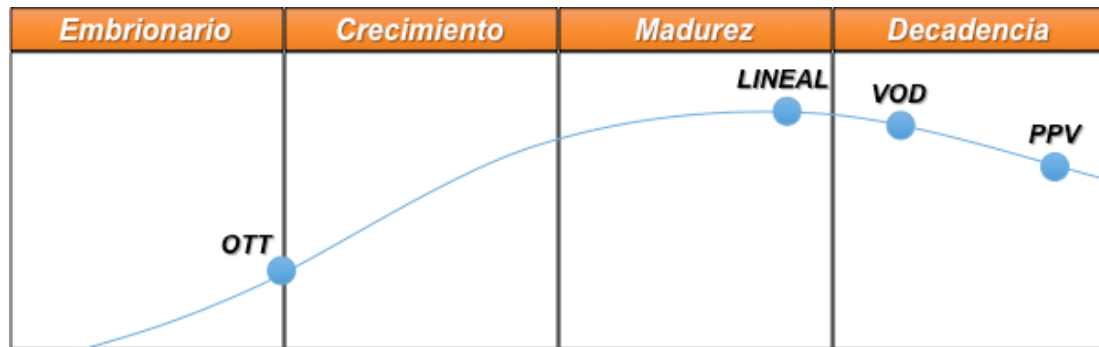 Embrionario
Crecimiento
Madurez
Decadencia
LINEAL
VOD
PPV
OTT